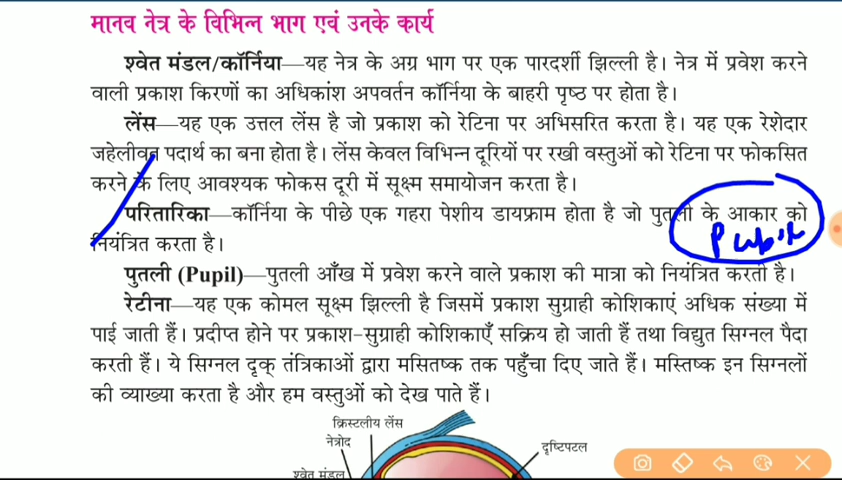 मानव नेत्र के विभिन्न भाग एवं उनके कार्य
श्वेत मंडल/कॉर्निया—यह नेत्र के अग्र भाग पर एक पारदर्शी झिल्ली है। नेत्र में प्रवेश करने
वाली प्रकाश किरणों का अधिकांश अपवर्तन कॉर्निया के बाहरी पृष्ठ पर होता है।
लेंस—यह एक उत्तल लेंस है जो प्रकाश को रेटिना पर अभिसरित करता है। यह एक रेशेदार
जहेलीवत पदार्थ का बना होता है। लेंस केवल विभिन्न दूरियों पर रखी वस्तुओं को रेटिना पर फोकसित
करने के लिए आवश्यक फोकस दूरी में सूक्ष्म समायोजन करता है।
परितारिका—कॉर्निया के पीछे एक गहरा पेशीय डायफ्राम होता है जो पुतली के आकार को
नियंत्रित करता है।
पुतली (Pupil)—पुतली आँख में प्रवेश करने वाले प्रकाश की मात्रा को नियंत्रित करती है।
रेटीना—यह एक कोमल सूक्ष्म झिल्ली है जिसमें प्रकाश सुग्राही कोशिकाएं अधिक संख्या में
पाई जाती हैं। प्रदीप्त होने पर प्रकाश-सुग्राही कोशिकाएँ सक्रिय हो जाती हैं तथा विद्युत सिग्नल पैदा
करती हैं। ये सिग्नल दृक् तंत्रिकाओं द्वारा मसितष्क तक पहुँचा दिए जाते हैं। मस्तिष्क इन सिग्नलों
की व्याख्या करता है और हम वस्तुओं को देख पाते हैं।
क्रिस्टलीय लेंस
नेत्रोद
दृष्टिपटल
श्वेत मंडल